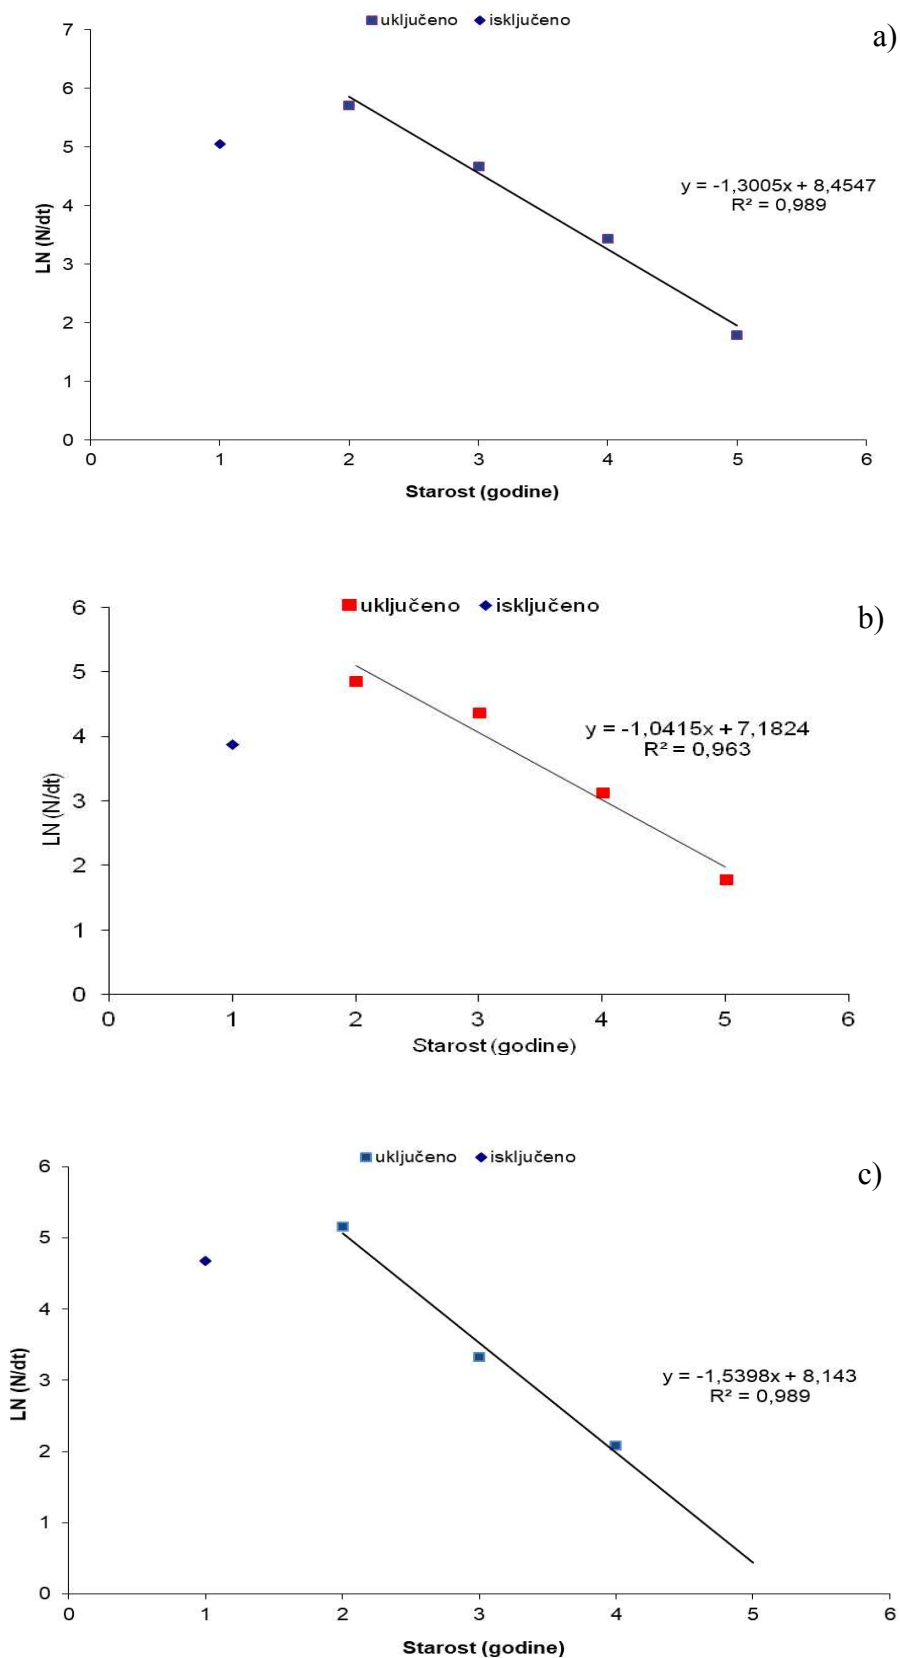 uključeno isključeno
a)
7
6
5
4
3
2
1
0
LN (N/dt)
y = -1,3005x + 8,4547
R² = 0,989
0 1 2 3 4 5 6
Starost (godine)
uključeno isključeno
b)
6
5
4
3
2
1
0
LN (N/dt)
y = -1,0415x + 7,1824
R² = 0,963
0 1 2 3 4 5 6
Starost (godine)
uključeno isključeno
c)
6
5
4
3
2
1
0
LN (N/dt)
y = -1,5398x + 8,143
R² = 0,989
0 1 2 3 4 5 6
Starost (godine)